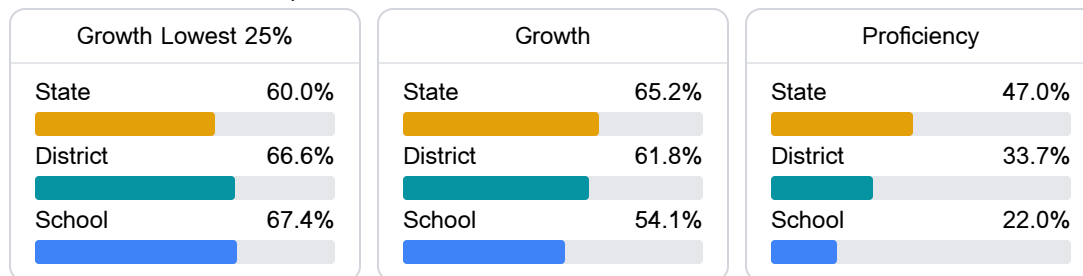 Growth Lowest 25%
State 60.0%
District 66.6%
School 67.4%
Growth
State 65.2%
District 61.8%
School 54.1%
Proficiency
State 47.0%
District 33.7%
School 22.0%